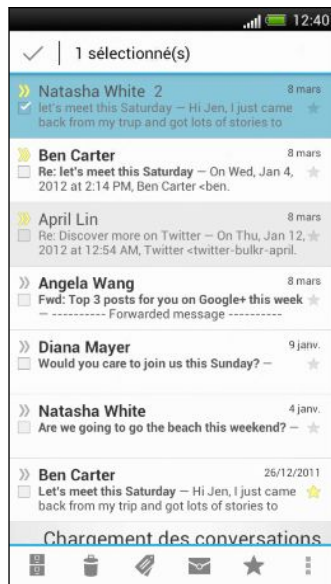 12:40
1 sélectionné(s)
Natasha White 2
8 mars
let's meet this Saturday – Hi Jen, I just came
back from my trup and got lots of stories to
Ben Carter
8 mars
Re: let's meet this Saturday – On Wed, Jan 4,
2012 at 2:14 PM, Ben Carter <ben.
April Lin
8 mars
Re: Discover more on Twitter – On Thu, Jan 12,
2012 at 12:54 AM, Twitter <twitter-bulkr-april.
Angela Wang
8 mars
Fwd: Top 3 posts for you on Google+ this week
– ---------- Forwarded message ----------
Diana Mayer
9 janv.
Would you care to join us this Sunday? –
Natasha White
4 janv.
Are we going to go the beach this weekend? –
Ben Carter
26/12/2011
Let's meet this Saturday – Hi Jen, I just came
back from my trip and got lots of stories to
Chargement des conversations